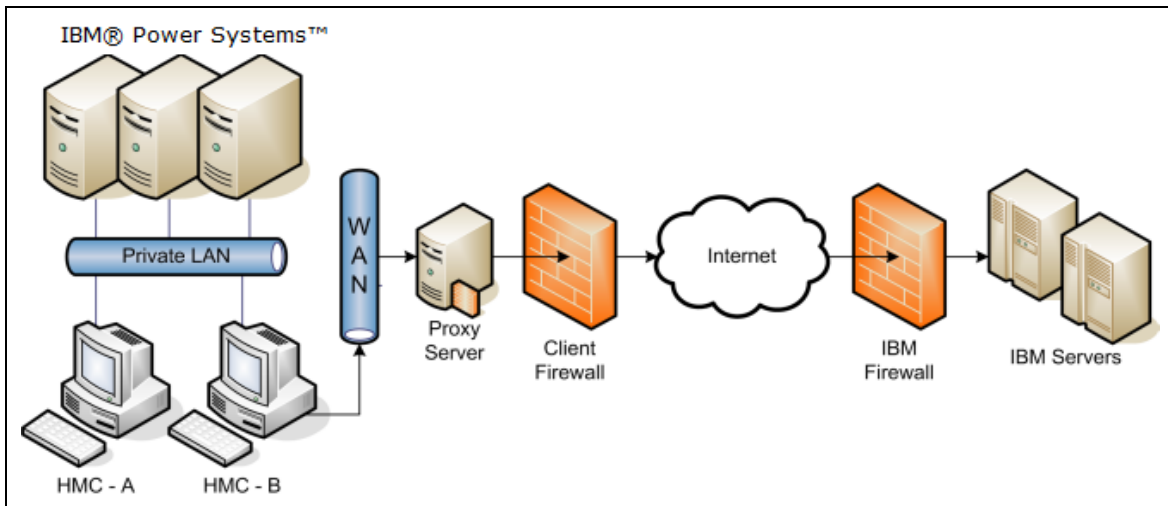 IBM® Power Systems™
Private LAN
HMC - A
HMC - B
W
A
N
Proxy
Server
Client
Firewall
Internet
IBM
Firewall
IBM Servers